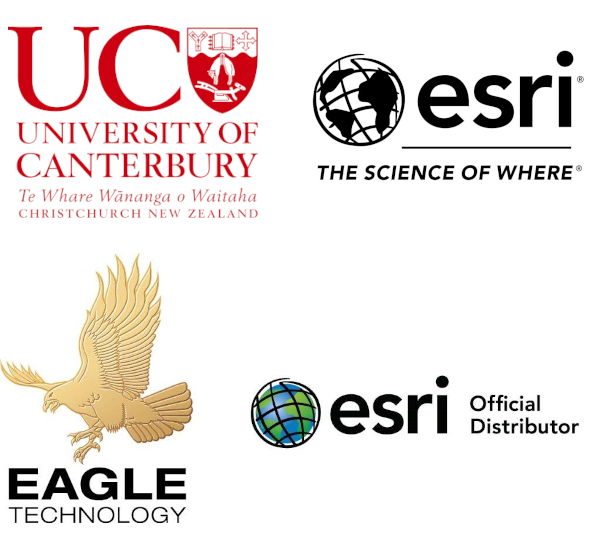 UC
UNIVERSITY OF
CANTERBURY
Te Whare Wānanga o Waitaha
CHRISTCHURCH NEW ZEALAND
esri®
THE SCIENCE OF WHERE®
EAGLE
TECHNOLOGY
esri
Official
Distributor